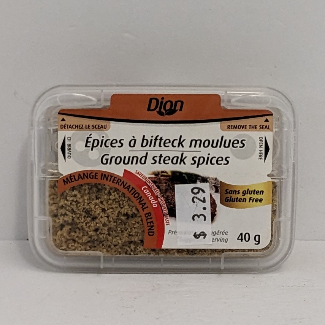 Dion
DÉTACHEZ LE SCEAU
REMOVE THE SEAL
Épices à bifteck moulues
Ground steak spices
MÉLANGE INTERNATIONAL BLEND
Canada
$ 3.29
Sans gluten
Gluten Free
40 g